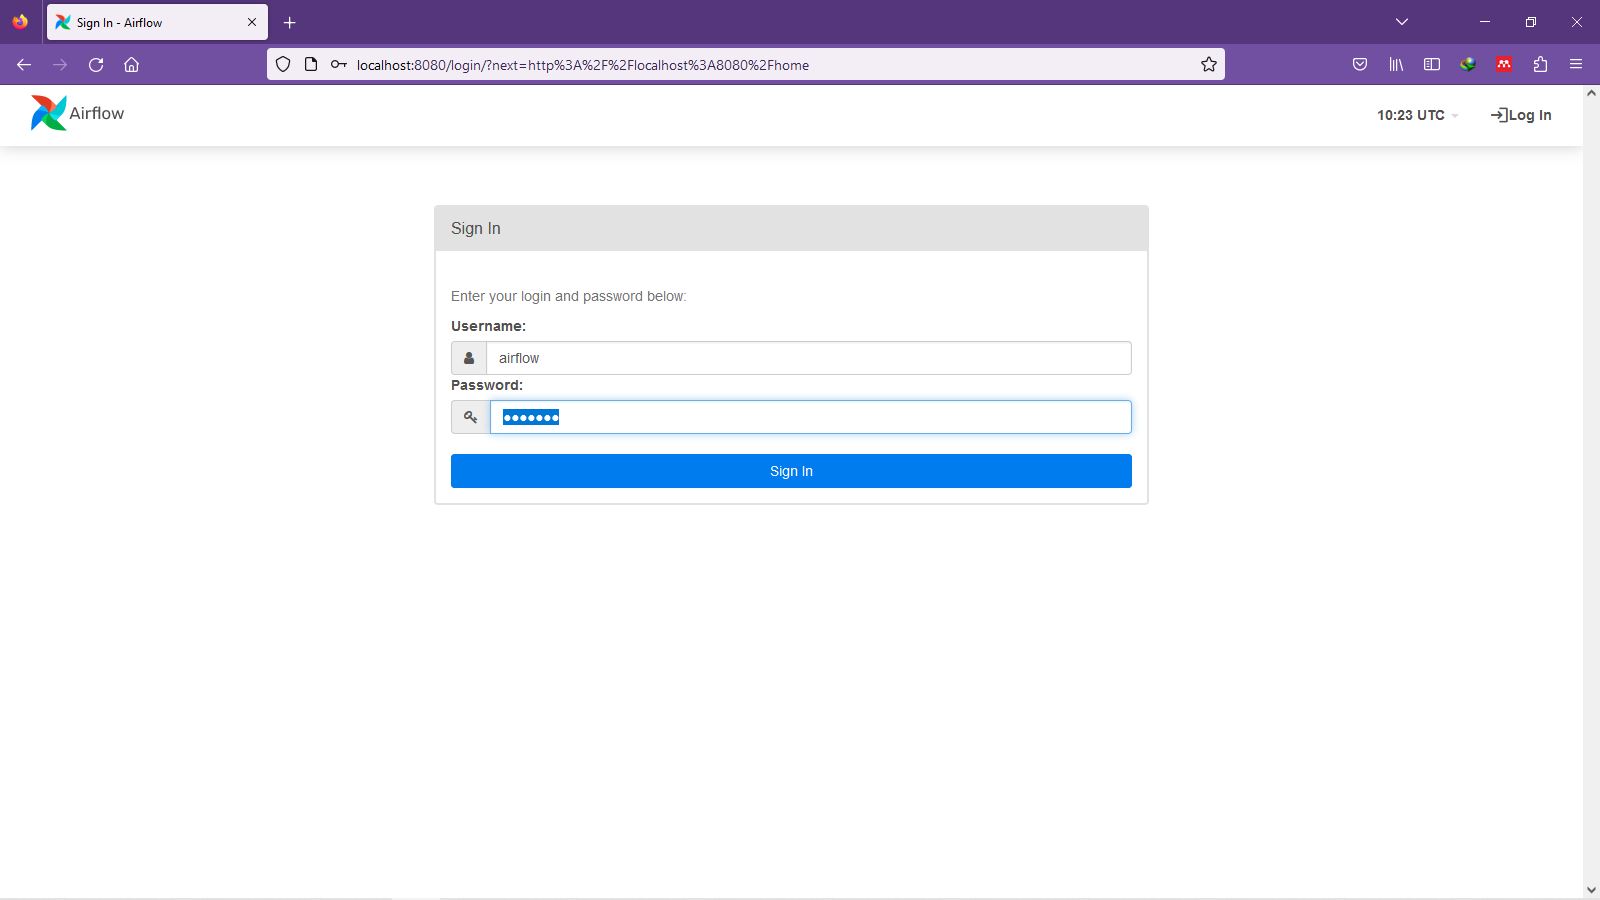 Sign In - Airflow
localhost:8080/login/?next=http%3A%2F%2Flocalhost%3A8080%2Fhome
Airflow
10:23 UTC
Log In
Sign In
Enter your login and password below:
Username:
airflow
Password:
•••••••
Sign In